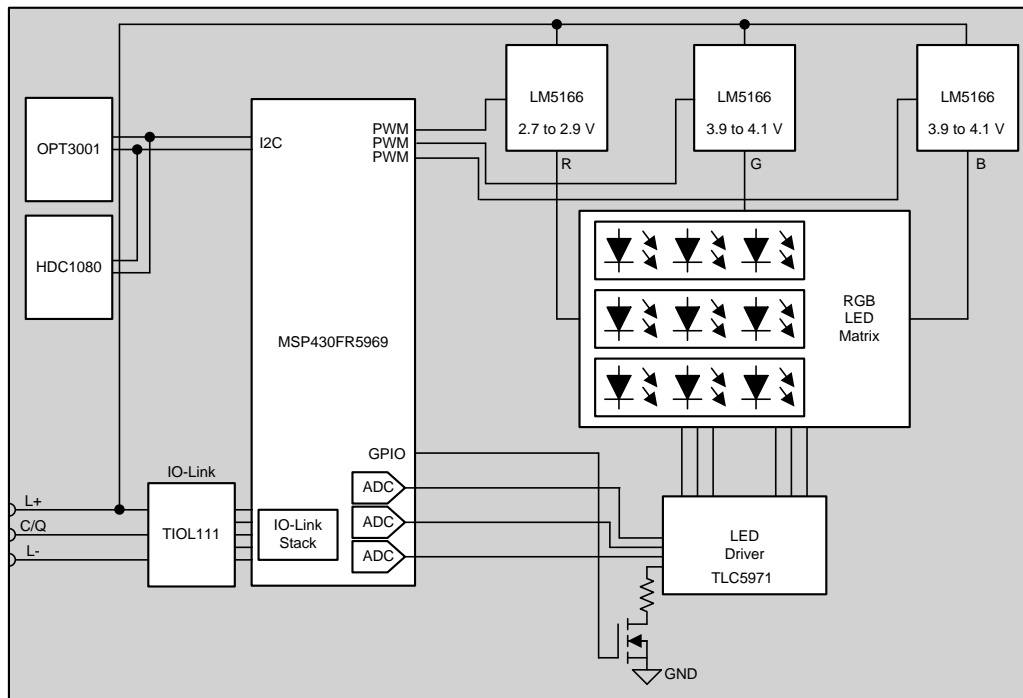 LM5166
2.7 to 2.9 V
LM5166
3.9 to 4.1 V
LM5166
3.9 to 4.1 V
OPT3001
HDC1080
I2C
PWM
PWM
PWM
R
G
B
MSP430FR5969
RGB
LED
Matrix
GPIO
ADC
ADC
ADC
IO-Link
L+
C/Q
L-
TIOL111
IO-Link
Stack
LED
Driver
TLC5971
GND